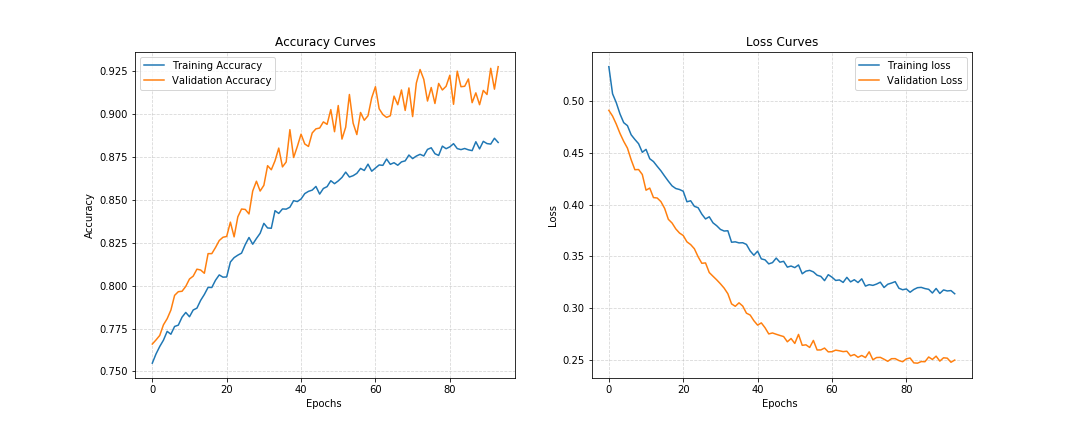 Accuracy Curves
Training Accuracy
Validation Accuracy
0.925
0.900
0.875
0.850
0.825
0.800
0.775
0.750
Accuracy
0
20
40
60
80
Epochs
Loss Curves
Training loss
Validation Loss
0.50
0.45
0.40
0.35
0.30
0.25
Loss
0
20
40
60
80
Epochs